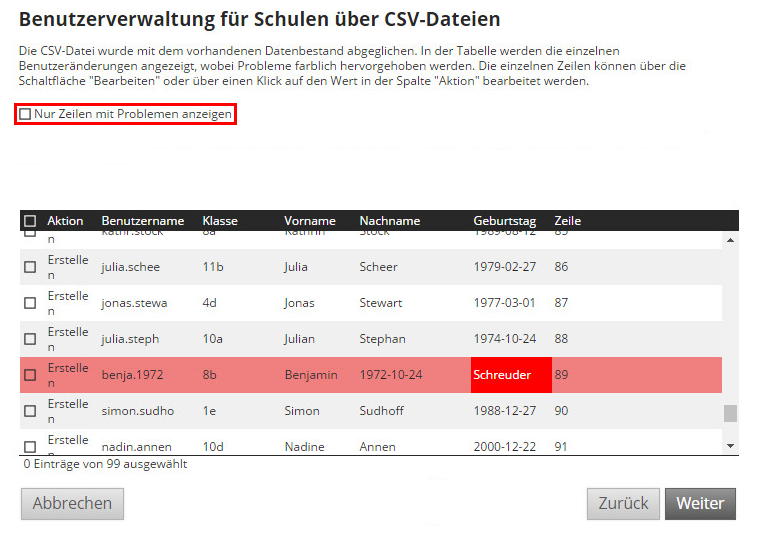 Benutzerverwaltung für Schulen über CSV-Dateien
Die CSV-Datei wurde mit dem vorhandenen Datenbestand abgeglichen. In der Tabelle werden die einzelnen
Benutzeränderungen angezeigt, wobei Probleme farblich hervorgehoben werden. Die einzelnen Zeilen können über die
Schaltfläche "Bearbeiten" oder über einen Klick auf den Wert in der Spalte "Aktion" bearbeitet werden.
Nur Zeilen mit Problemen anzeigen
Aktion Benutzername Klasse Vorname Nachname Geburtstag Zeile
n kathr.stock 8a Kathrin Stock 1989-08-12 85
Erstellen julia.schee 11b Julia Scheer 1979-02-27 86
Erstellen jonas.stewa 4d Jonas Stewart 1977-03-01 87
Erstellen julia.steph 10a Julian Stephan 1974-10-24 88
Erstellen benja.1972 8b Benjamin 1972-10-24 Schreuder 89
Erstellen simon.sudho 1e Simon Sudhoff 1988-12-27 90
Erstellen nadin.annen 10d Nadine Annen 2000-12-22 91
0 Einträge von 99 ausgewählt
Abbrechen Zurück Weiter